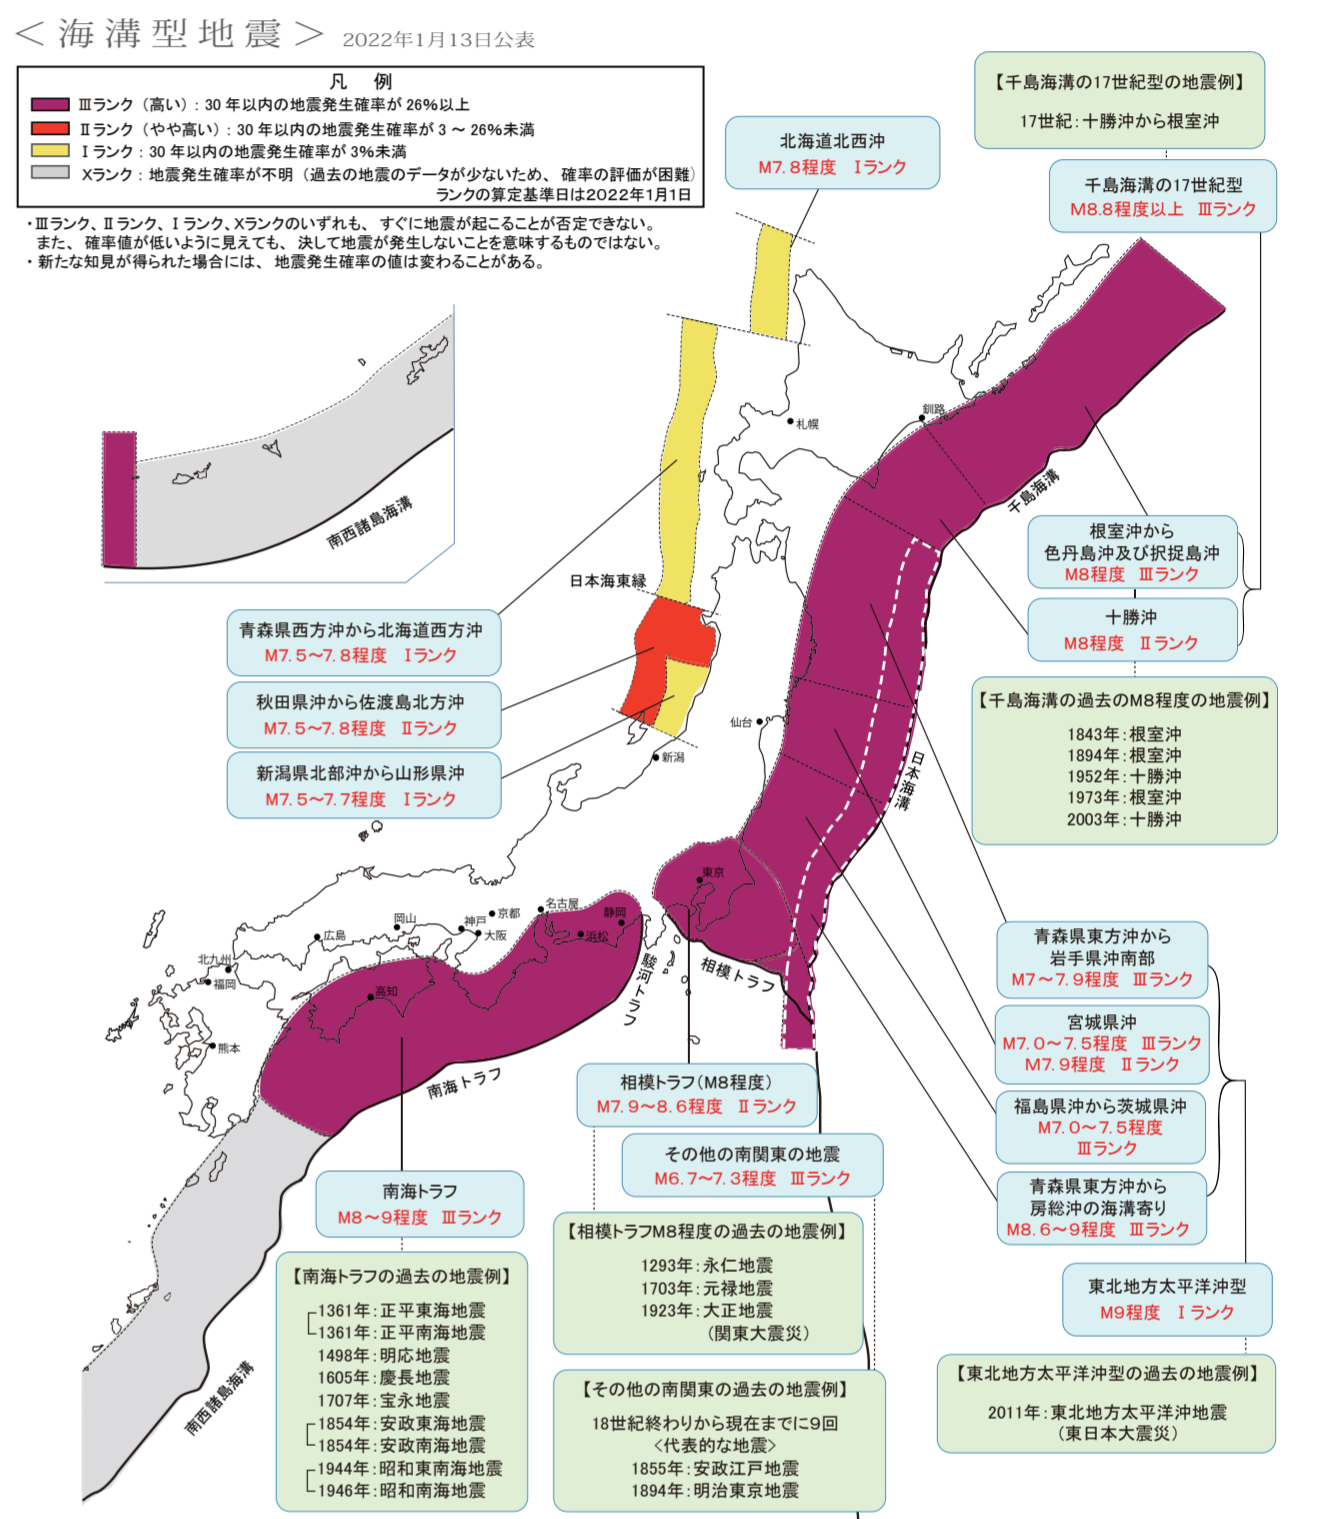 ＜海溝型地震＞ 2022年1月13日公表
凡　例
Ⅲランク（高い）：30年以内の地震発生確率が26%以上
Ⅱランク（やや高い）：30年以内の地震発生確率が3～26%未満
Ⅰランク：30年以内の地震発生確率が3%未満
Xランク：地震発生確率が不明（過去の地震のデータが少ないため、確率の評価が困難）
ランクの算定基準日は2022年1月1日
・Ⅲランク、Ⅱランク、Ⅰランク、Xランクのいずれも、すぐに地震が起こることが否定できない。
また、確率値が低いように見えても、決して地震が発生しないことを意味するものではない。
・新たな知見が得られた場合には、地震発生確率の値は変わることがある。
【千島海溝の17世紀型の地震例】
17世紀：十勝沖から根室沖
北海道北西沖
M7.8程度　Ⅰランク
千島海溝の17世紀型
M8.8程度以上　Ⅲランク
札幌
釧路
千島海溝
南西諸島海溝
根室沖から
色丹島沖及び択捉島沖
M8程度　Ⅲランク
十勝沖
M8程度　Ⅱランク
日本海東縁
青森県西方沖から北海道西方沖
M7.5～7.8程度　Ⅰランク
秋田県沖から佐渡島北方沖
M7.5～7.8程度　Ⅱランク
新潟県北部沖から山形県沖
M7.5～7.7程度　Ⅰランク
【千島海溝の過去のM8程度の地震例】
1843年：根室沖
1894年：根室沖
1952年：十勝沖
1973年：根室沖
2003年：十勝沖
仙台
新潟
日本海溝
東京
名古屋
静岡
浜松
京都
神戸
大阪
岡山
広島
北九州
福岡
高知
熊本
駿河トラフ
相模トラフ
南海トラフ
南西諸島海溝
青森県東方沖から
岩手県沖南部
M7～7.9程度　Ⅲランク
宮城県沖
M7.0～7.5程度　Ⅲランク
M7.9程度　Ⅱランク
福島県沖から茨城県沖
M7.0～7.5程度
Ⅲランク
青森県東方沖から
房総沖の海溝寄り
M8.6～9程度　Ⅲランク
相模トラフ(M8程度)
M7.9～8.6程度　Ⅱランク
その他の南関東の地震
M6.7～7.3程度　Ⅲランク
南海トラフ
M8～9程度　Ⅲランク
【南海トラフの過去の地震例】
1361年：正平東海地震
1361年：正平南海地震
1498年：明応地震
1605年：慶長地震
1707年：宝永地震
1854年：安政東海地震
1854年：安政南海地震
1944年：昭和東南海地震
1946年：昭和南海地震
【相模トラフM8程度の過去の地震例】
1293年：永仁地震
1703年：元禄地震
1923年：大正地震
（関東大震災）
【その他の南関東の過去の地震例】
18世紀終わりから現在までに9回
<代表的な地震>
1855年：安政江戸地震
1894年：明治東京地震
東北地方太平洋沖型
M9程度　Ⅰランク
【東北地方太平洋沖型の過去の地震例】
2011年：東北地方太平洋沖地震
（東日本大震災）